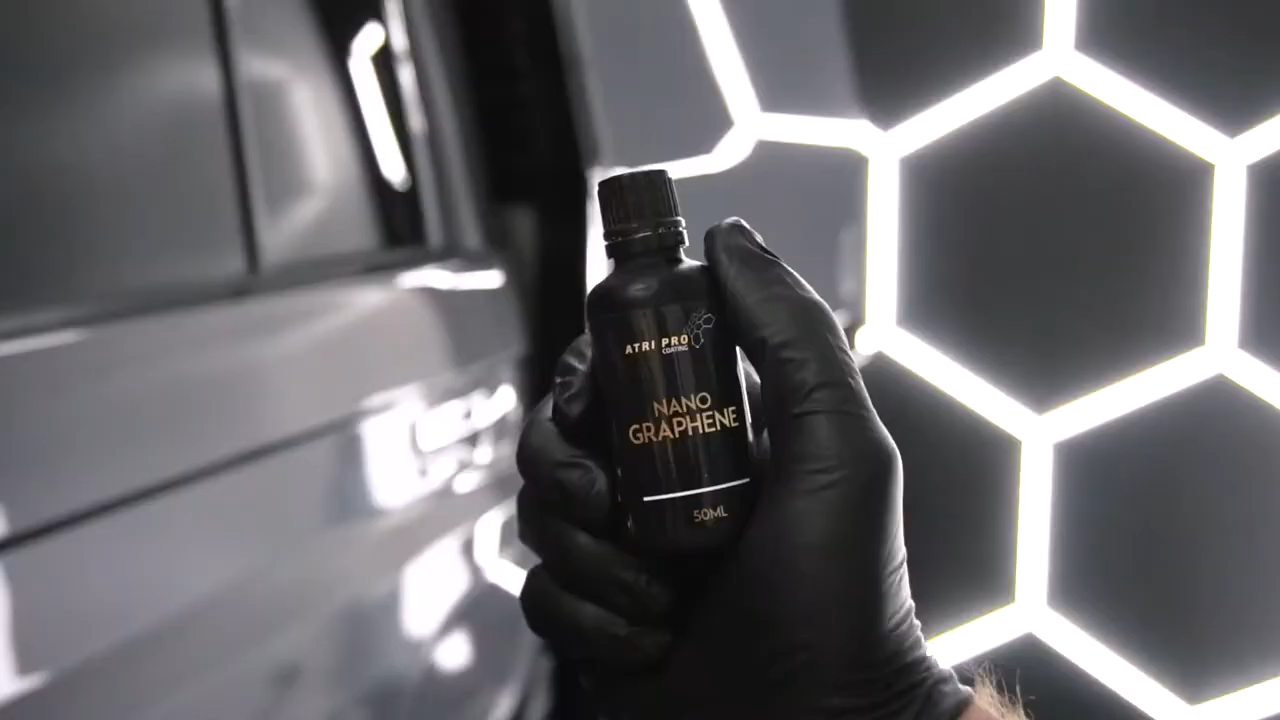 ATRI PRO
COATING
NANO
GRAPHENE
50ML